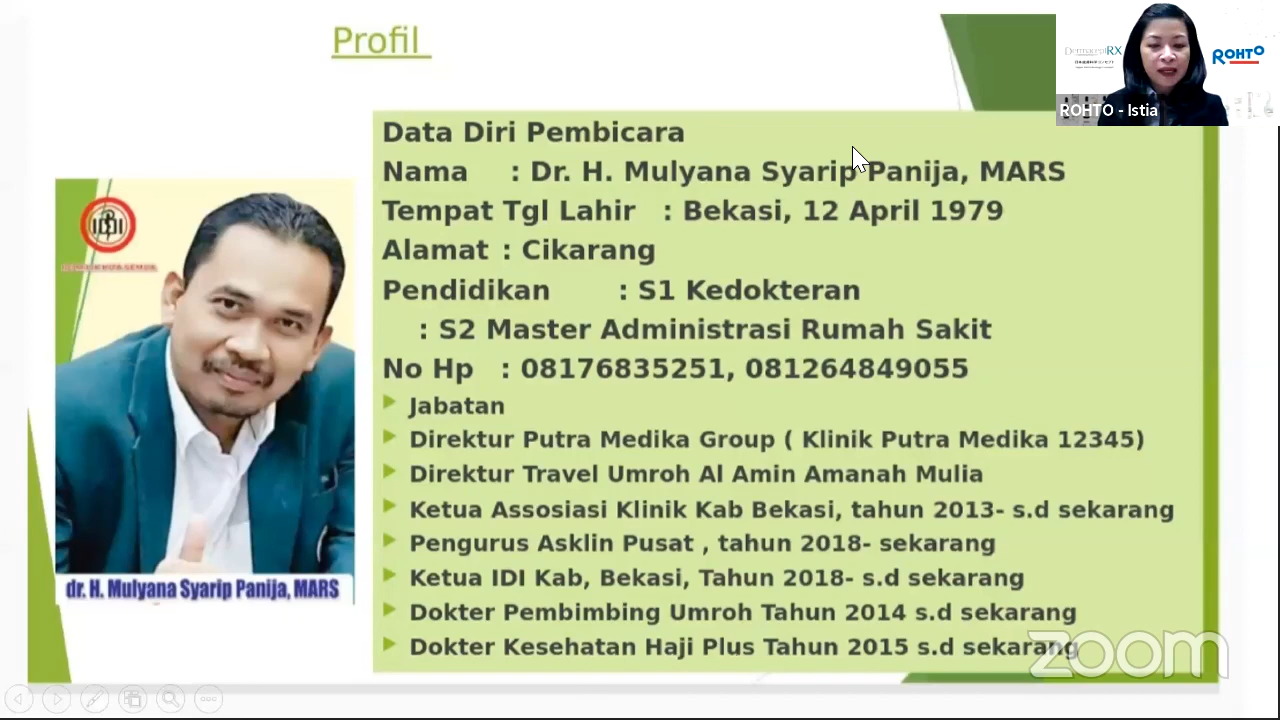 Profil
DermaceptRX
ROHTO
ROHTO - Istia
Data Diri Pembicara
Nama : Dr. H. Mulyana Syarip Panija, MARS
Tempat Tgl Lahir : Bekasi, 12 April 1979
Alamat : Cikarang
Pendidikan : S1 Kedokteran
: S2 Master Administrasi Rumah Sakit
No Hp : 08176835251, 081264849055
Jabatan
Direktur Putra Medika Group ( Klinik Putra Medika 12345)
Direktur Travel Umroh Al Amin Amanah Mulia
Ketua Assosiasi Klinik Kab Bekasi, tahun 2013- s.d sekarang
Pengurus Asklin Pusat , tahun 2018- sekarang
Ketua IDI Kab, Bekasi, Tahun 2018- s.d sekarang
Dokter Pembimbing Umroh Tahun 2014 s.d sekarang
Dokter Kesehatan Haji Plus Tahun 2015 s.d sekarang
dr. H. Mulyana Syarip Panija, MARS
zoom